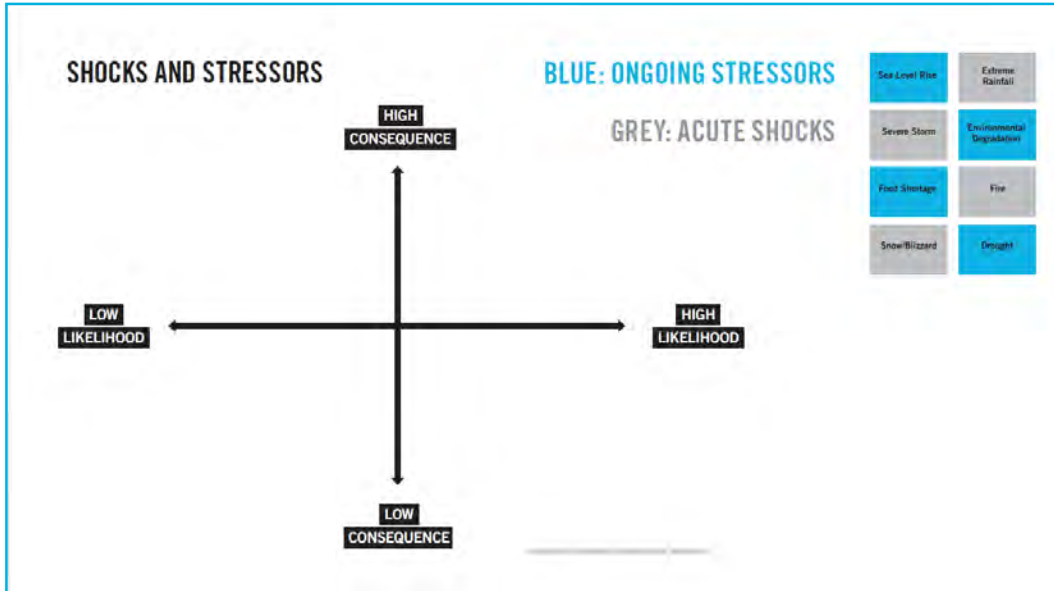 SHOCKS AND STRESSORS
BLUE: ONGOING STRESSORS
GREY: ACUTE SHOCKS
Sea Level Rise
Extreme
Rainfall
Severe Storm
Environmental
Degradation
Food Shortage
Fire
Snow/Blizzard
Drought
HIGH
CONSEQUENCE
LOW
LIKELIHOOD
HIGH
LIKELIHOOD
LOW
CONSEQUENCE